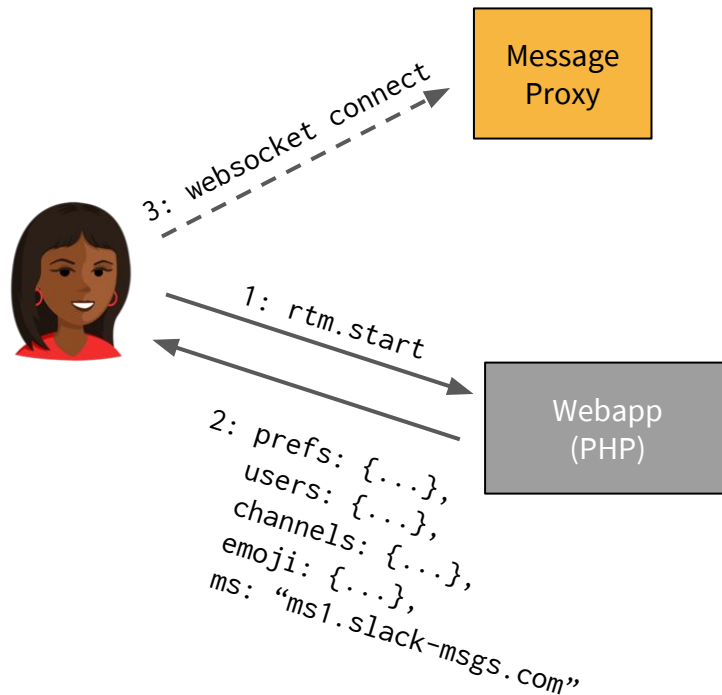 Message
Proxy
3: websocket connect
1: rtm.start
Webapp
(PHP)
2: prefs: {...},
users: {...},
channels: {...},
emoji: {...},
ms: “ms1.slack-msgs.com”